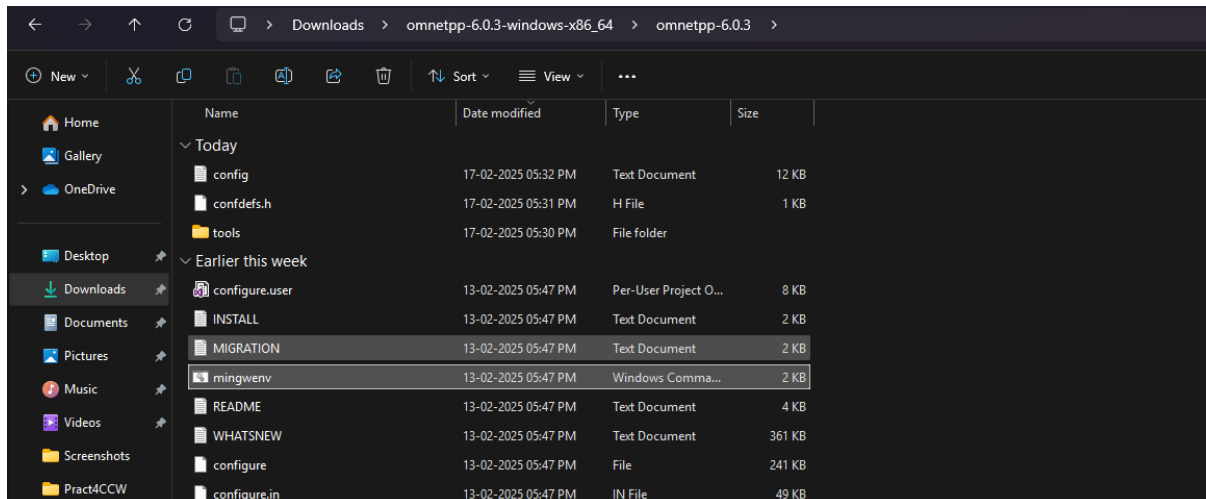 Downloads > omnetpp-6.0.3-windows-x86_64 > omnetpp-6.0.3 >
New Sort View ...
Name Date modified Type Size
Home
Gallery
OneDrive
Desktop
Downloads
Documents
Pictures
Music
Videos
Screenshots
Pract4CCW
Today
config 17-02-2025 05:32 PM Text Document 12 KB
confdefs.h 17-02-2025 05:31 PM H File 1 KB
tools 17-02-2025 05:30 PM File folder
Earlier this week
configure.user 13-02-2025 05:47 PM Per-User Project O... 8 KB
INSTALL 13-02-2025 05:47 PM Text Document 2 KB
MIGRATION 13-02-2025 05:47 PM Text Document 2 KB
mingwenv 13-02-2025 05:47 PM Windows Comma... 2 KB
README 13-02-2025 05:47 PM Text Document 4 KB
WHATSNEW 13-02-2025 05:47 PM Text Document 361 KB
configure 13-02-2025 05:47 PM File 241 KB
configure.in 13-02-2025 05:47 PM IN File 49 KB